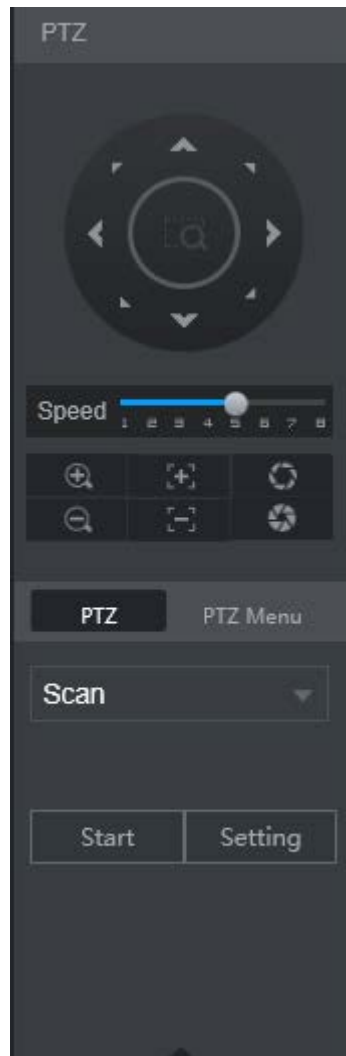 PTZ
Speed
1 2 3 4 5 6 7 8
PTZ PTZ Menu
Scan
Start Setting